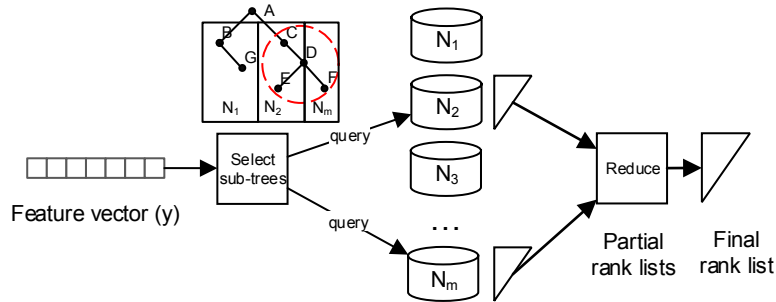 A
B
C
D
G
E
F
N1
N2
Nm
N1
N2
N3
...
Nm
query
query
Select
sub-trees
Reduce
Feature vector (y)
Partial
rank lists
Final
rank list